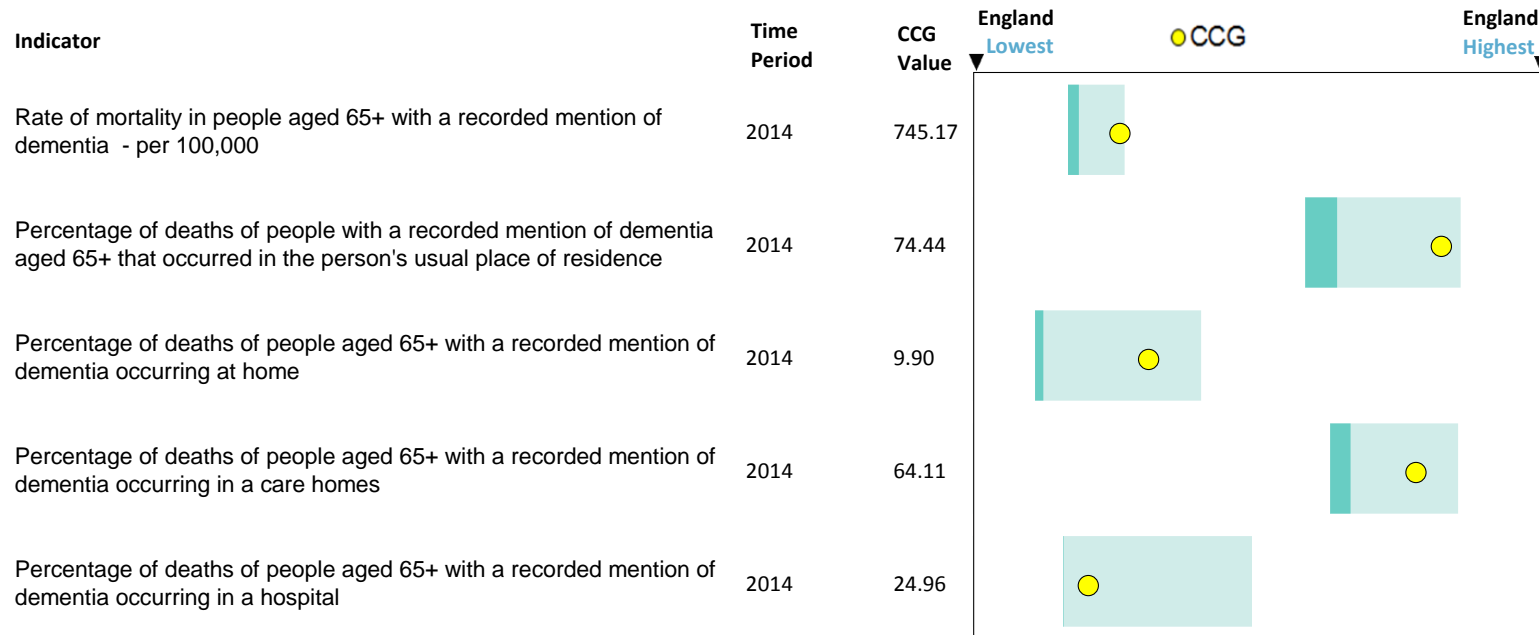 Indicator
Time
Period
CCG
Value
England
Lowest
CCG
England
Highest
Rate of mortality in people aged 65+ with a recorded mention of
dementia - per 100,000
2014
745.17
Percentage of deaths of people with a recorded mention of dementia
aged 65+ that occurred in the person's usual place of residence
2014
74.44
Percentage of deaths of people aged 65+ with a recorded mention of
dementia occurring at home
2014
9.90
Percentage of deaths of people aged 65+ with a recorded mention of
dementia occurring in a care homes
2014
64.11
Percentage of deaths of people aged 65+ with a recorded mention of
dementia occurring in a hospital
2014
24.96